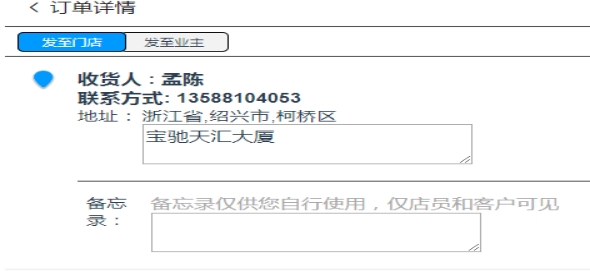 < 订单详情
发至门店 发至业主
收货人：孟陈
联系方式: 13588104053
地址： 浙江省,绍兴市,柯桥区
宝驰天汇大厦
备忘录： 备忘录仅供您自行使用，仅店员和客户可见